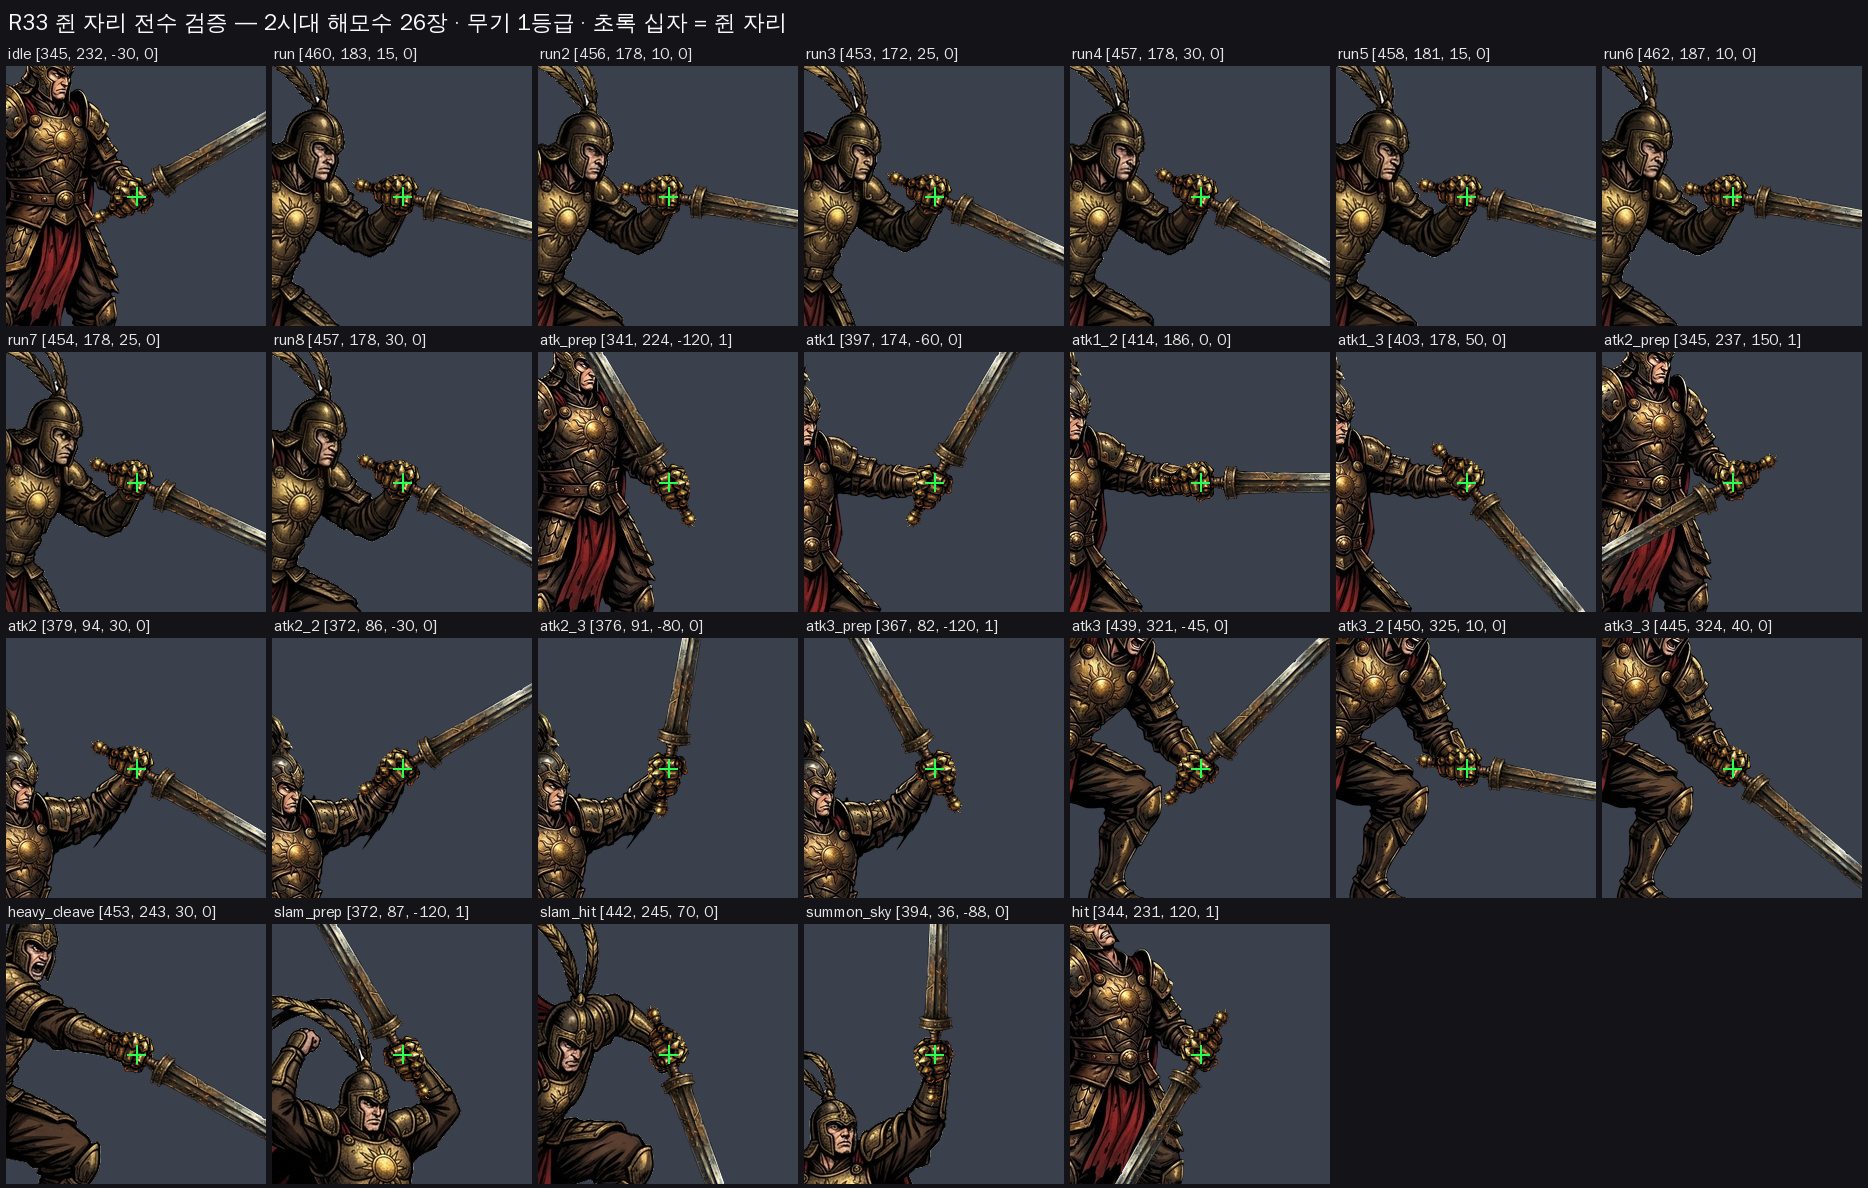 R33 쥔 자리 전수 검증 — 2시대 해모수 26장 · 무기 1등급 · 초록 십자 = 쥔 자리
idle [345, 232, -30, 0]
run [460, 183, 15, 0]
run2 [456, 178, 10, 0]
run3 [453, 172, 25, 0]
run4 [457, 178, 30, 0]
run5 [458, 181, 15, 0]
run6 [462, 187, 10, 0]
run7 [454, 178, 25, 0]
run8 [457, 178, 30, 0]
atk_prep [341, 224, -120, 1]
atk1 [397, 174, -60, 0]
atk1_2 [414, 186, 0, 0]
atk1_3 [403, 178, 50, 0]
atk2_prep [345, 237, 150, 1]
atk2 [379, 94, 30, 0]
atk2_2 [372, 86, -30, 0]
atk2_3 [376, 91, -80, 0]
atk3_prep [367, 82, -120, 1]
atk3 [439, 321, -45, 0]
atk3_2 [450, 325, 10, 0]
atk3_3 [445, 324, 40, 0]
heavy_cleave [453, 243, 30, 0]
slam_prep [372, 87, -120, 1]
slam_hit [442, 245, 70, 0]
summon_sky [394, 36, -88, 0]
hit [344, 231, 120, 1]